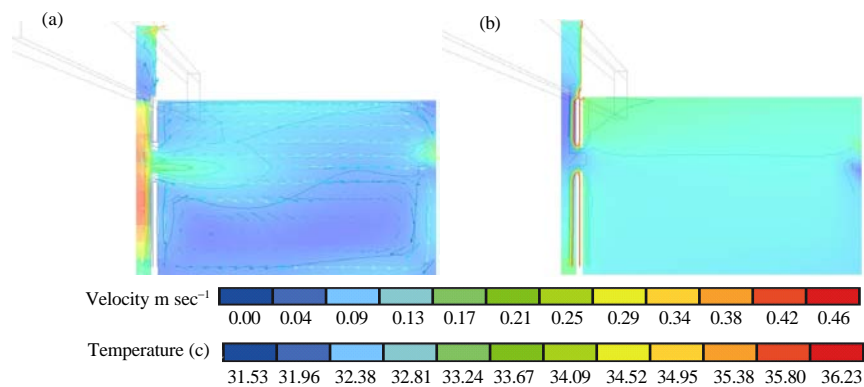 (a) (b)
Velocity m sec⁻¹
0.00 0.04 0.09 0.13 0.17 0.21 0.25 0.29 0.34 0.38 0.42 0.46
Temperature (c)
31.53 31.96 32.38 32.81 33.24 33.67 34.09 34.52 34.95 35.38 35.80 36.23